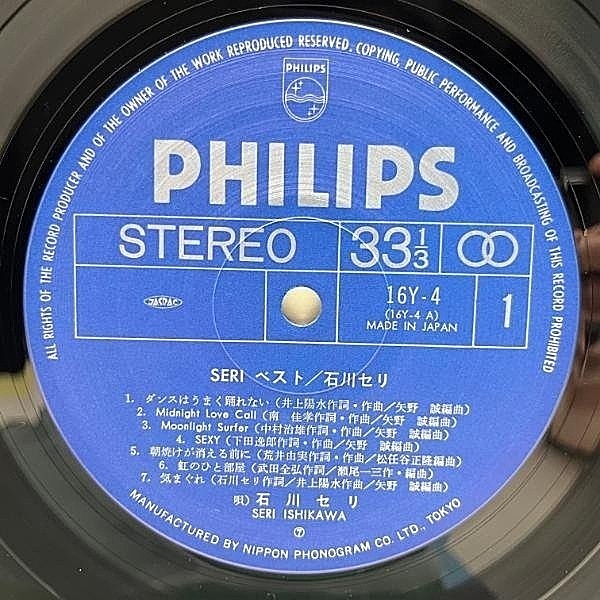 ALL RIGHTS OF THE RECORD PRODUCER AND OF THE OWNER OF THE WORK REPRODUCED RESERVED. COPYING, PUBLIC PERFORMANCE AND BROADCASTING OF THIS RECORD PROHIBITED
PHILIPS
PHILIPS
STEREO 33 1/3
JASRAC 16Y-4 1
(16Y-4 A)
MADE IN JAPAN
SERI ベスト/石川セリ
1. ダンスはうまく踊れない (井上陽水作詞・作曲/矢野 誠編曲)
2. Midnight Love Call (南 佳孝作詞・作曲/矢野 誠編曲)
3. Moonlight Surfer (中村治雄作詞・作曲/矢野 誠編曲)
4. SEXY (下田逸郎作詞・作曲/矢野 誠編曲)
5. 朝焼けが消える前に (荒井由実作詞・作曲/松任谷正隆編曲)
6. 虹のひと部屋 (武田全弘作詞/瀬尾一三作・編曲)
7. 気まぐれ (石川セリ作詞/井上陽水作曲/矢野 誠編曲)
唄) 石川セリ
SERI ISHIKAWA
⑦
MANUFACTURED BY NIPPON PHONOGRAM CO. LTD., TOKYO